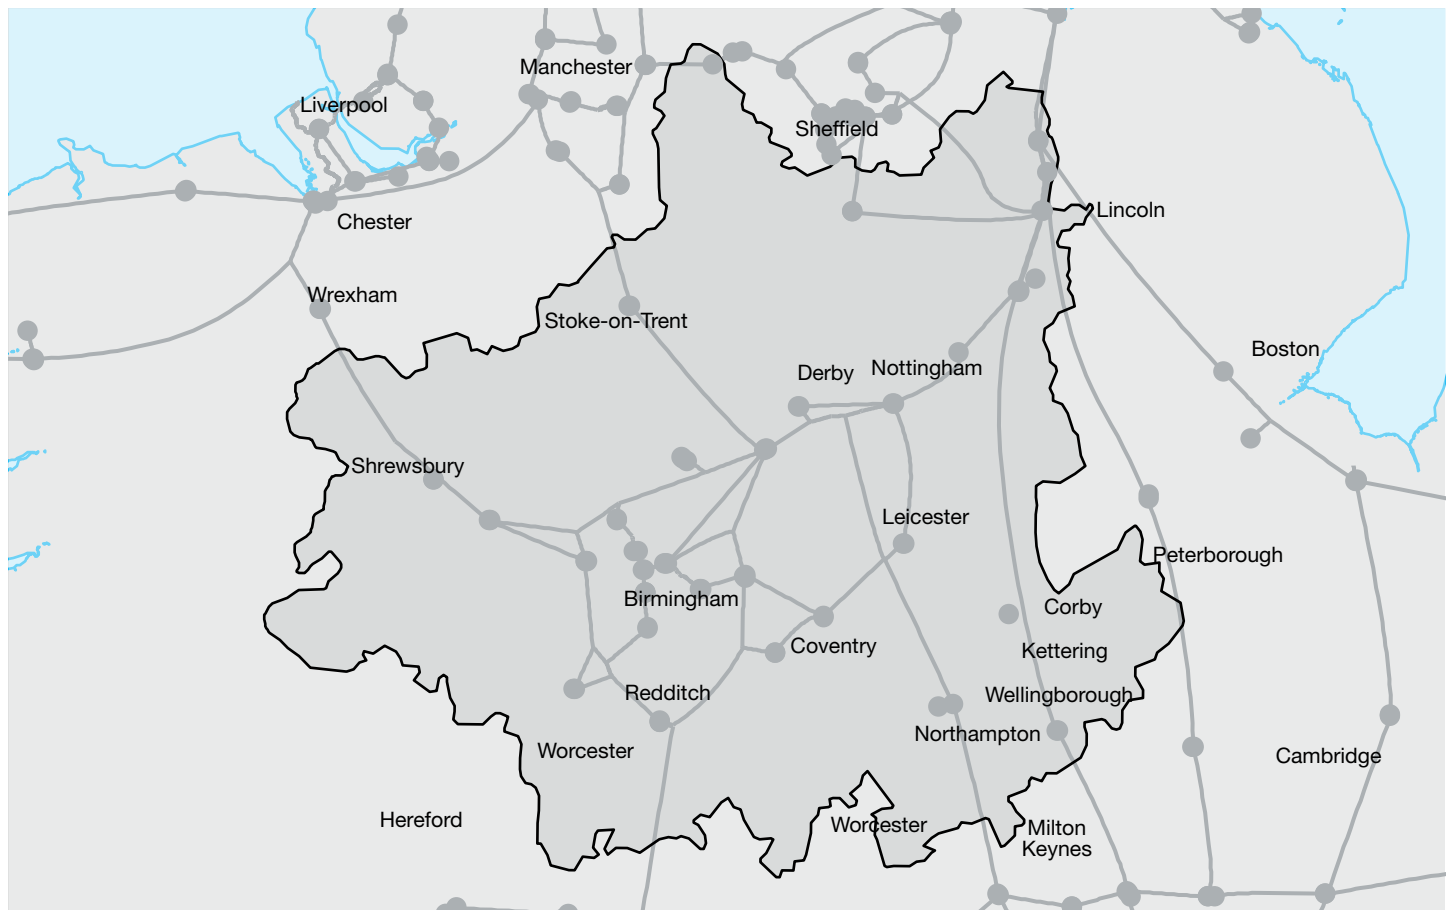 Manchester
Liverpool
Sheffield
Lincoln
Chester
Wrexham
Stoke-on-Trent
Boston
Derby
Nottingham
Shrewsbury
Leicester
Peterborough
Birmingham
Corby
Coventry
Kettering
Redditch
Wellingborough
Northampton
Worcester
Cambridge
Hereford
Worcester
Milton
Keynes